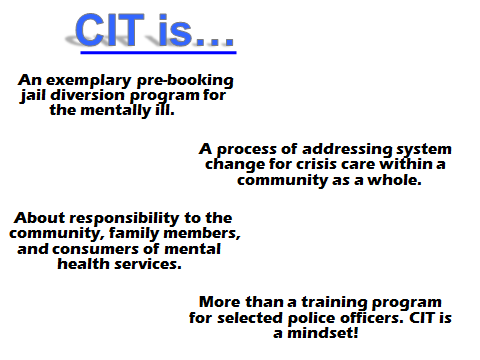 CIT is...
An exemplary pre-booking
jail diversion program for
the mentally ill.
A process of addressing system
change for crisis care within a
community as a whole.
About responsibility to the
community, family members,
and consumers of mental
health services.
More than a training program
for selected police officers. CIT is
a mindset!